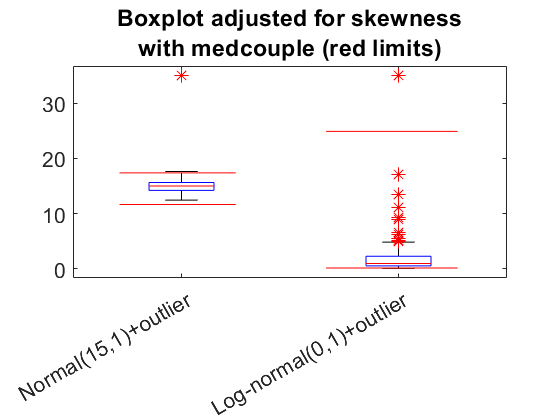 Boxplot adjusted for skewness
with medcouple (red limits)
30
20
10
0
Normal(15,1)+outlier
Log-normal(0,1)+outlier